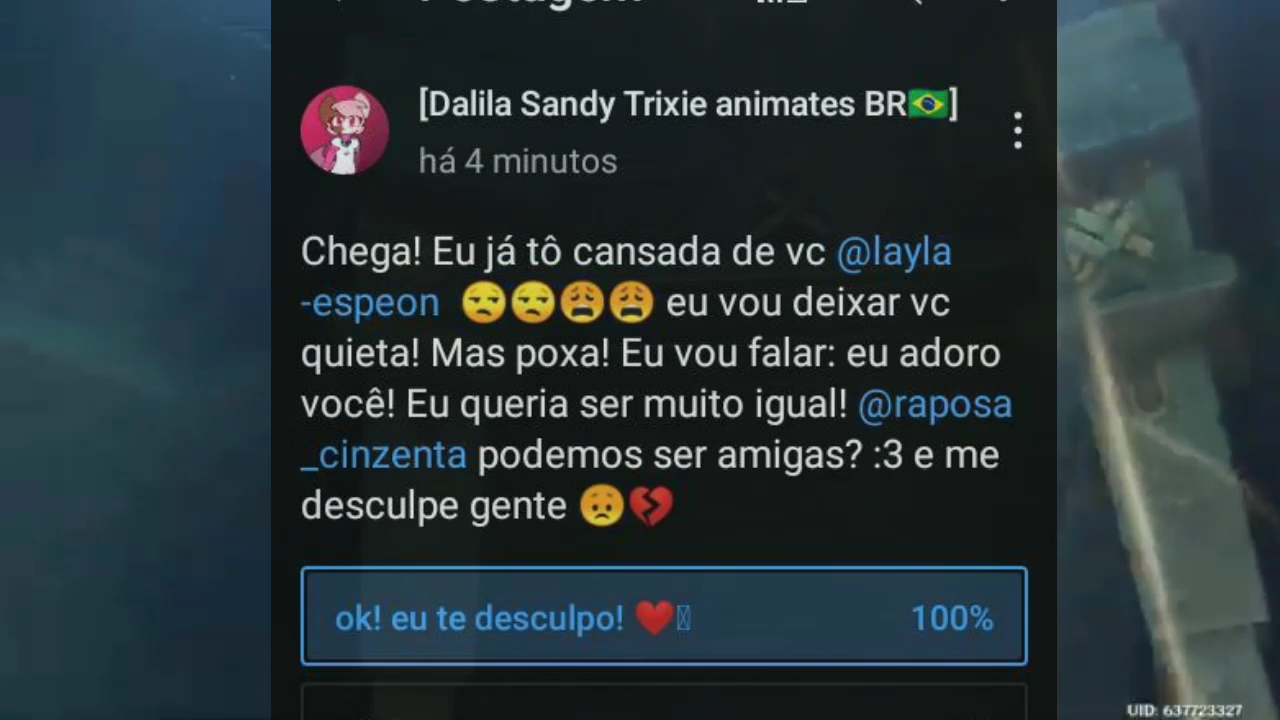 [Dalila Sandy Trixie animates BR🇧🇷]
há 4 minutos
Chega! Eu já tô cansada de vc @layla
-espeon 😒😒😩😩 eu vou deixar vc
quieta! Mas poxa! Eu vou falar: eu adoro
você! Eu queria ser muito igual! @raposa
_cinzenta podemos ser amigas? :3 e me
desculpe gente 😟💔
ok! eu te desculpo! ❤️ 100%
UID: 637723327